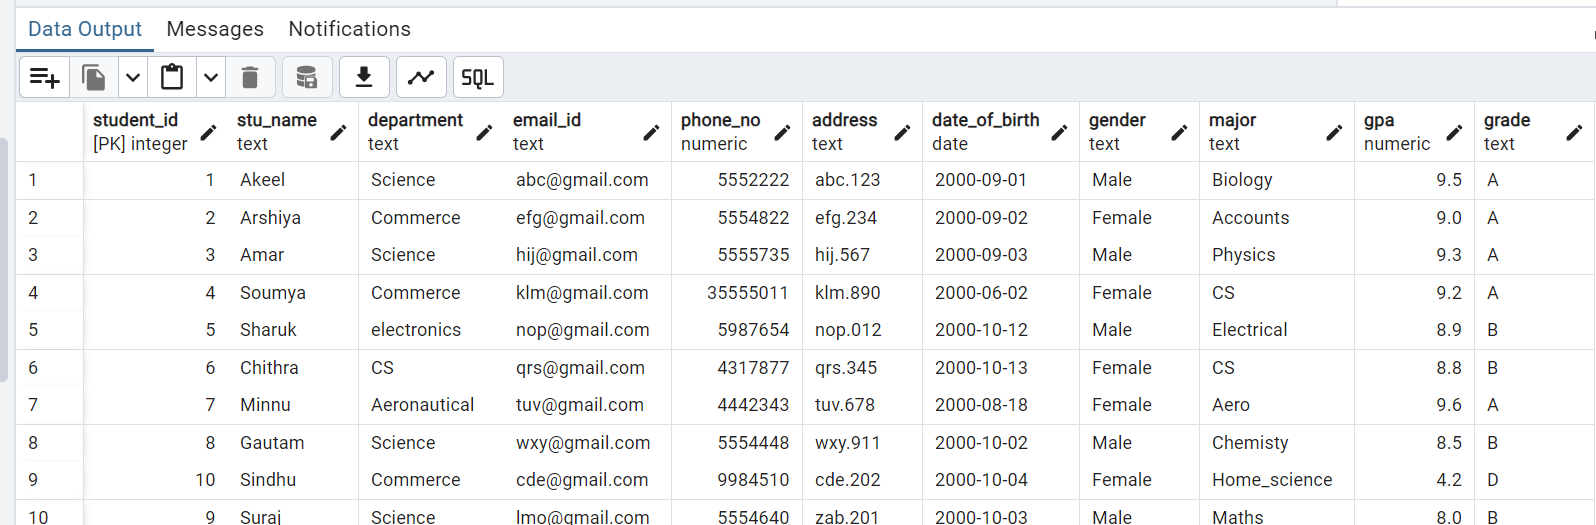 Data Output Messages Notifications
SQL
student_id stu_name department email_id phone_no address date_of_birth gender major gpa grade
[PK] integer text text text numeric text date text text numeric text
1 1 Akeel Science abc@gmail.com 5552222 abc.123 2000-09-01 Male Biology 9.5 A
2 2 Arshiya Commerce efg@gmail.com 5554822 efg.234 2000-09-02 Female Accounts 9.0 A
3 3 Amar Science hij@gmail.com 5555735 hij.567 2000-09-03 Male Physics 9.3 A
4 4 Soumya Commerce klm@gmail.com 35555011 klm.890 2000-06-02 Female CS 9.2 A
5 5 Sharuk electronics nop@gmail.com 5987654 nop.012 2000-10-12 Male Electrical 8.9 B
6 6 Chithra CS qrs@gmail.com 4317877 qrs.345 2000-10-13 Female CS 8.8 B
7 7 Minnu Aeronautical tuv@gmail.com 4442343 tuv.678 2000-08-18 Female Aero 9.6 A
8 8 Gautam Science wxy@gmail.com 5554448 wxy.911 2000-10-02 Male Chemisty 8.5 B
9 10 Sindhu Commerce cde@gmail.com 9984510 cde.202 2000-10-04 Female Home_science 4.2 D
10 9 Suraj Science lmo@gmail.com 5554640 zab.201 2000-10-03 Male Maths 8.0 B